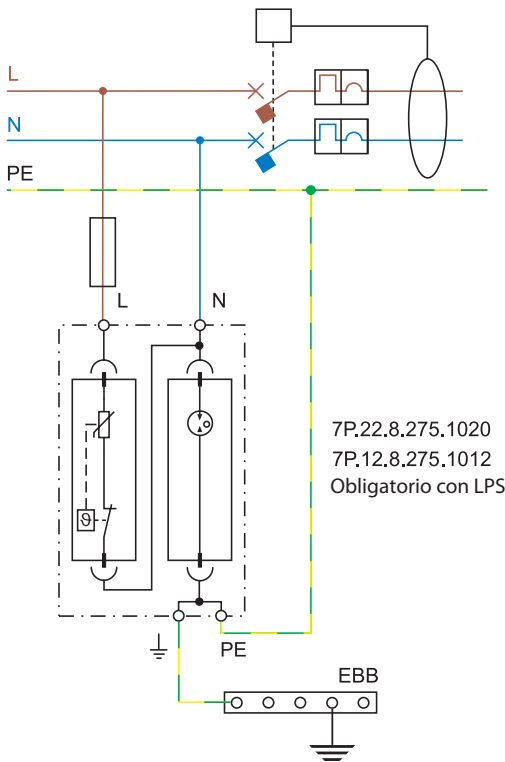 L
N
PE
L
N
7P.22.8.275.1020
7P.12.8.275.1012
Obligatorio con LPS
ϑ
PE
EBB